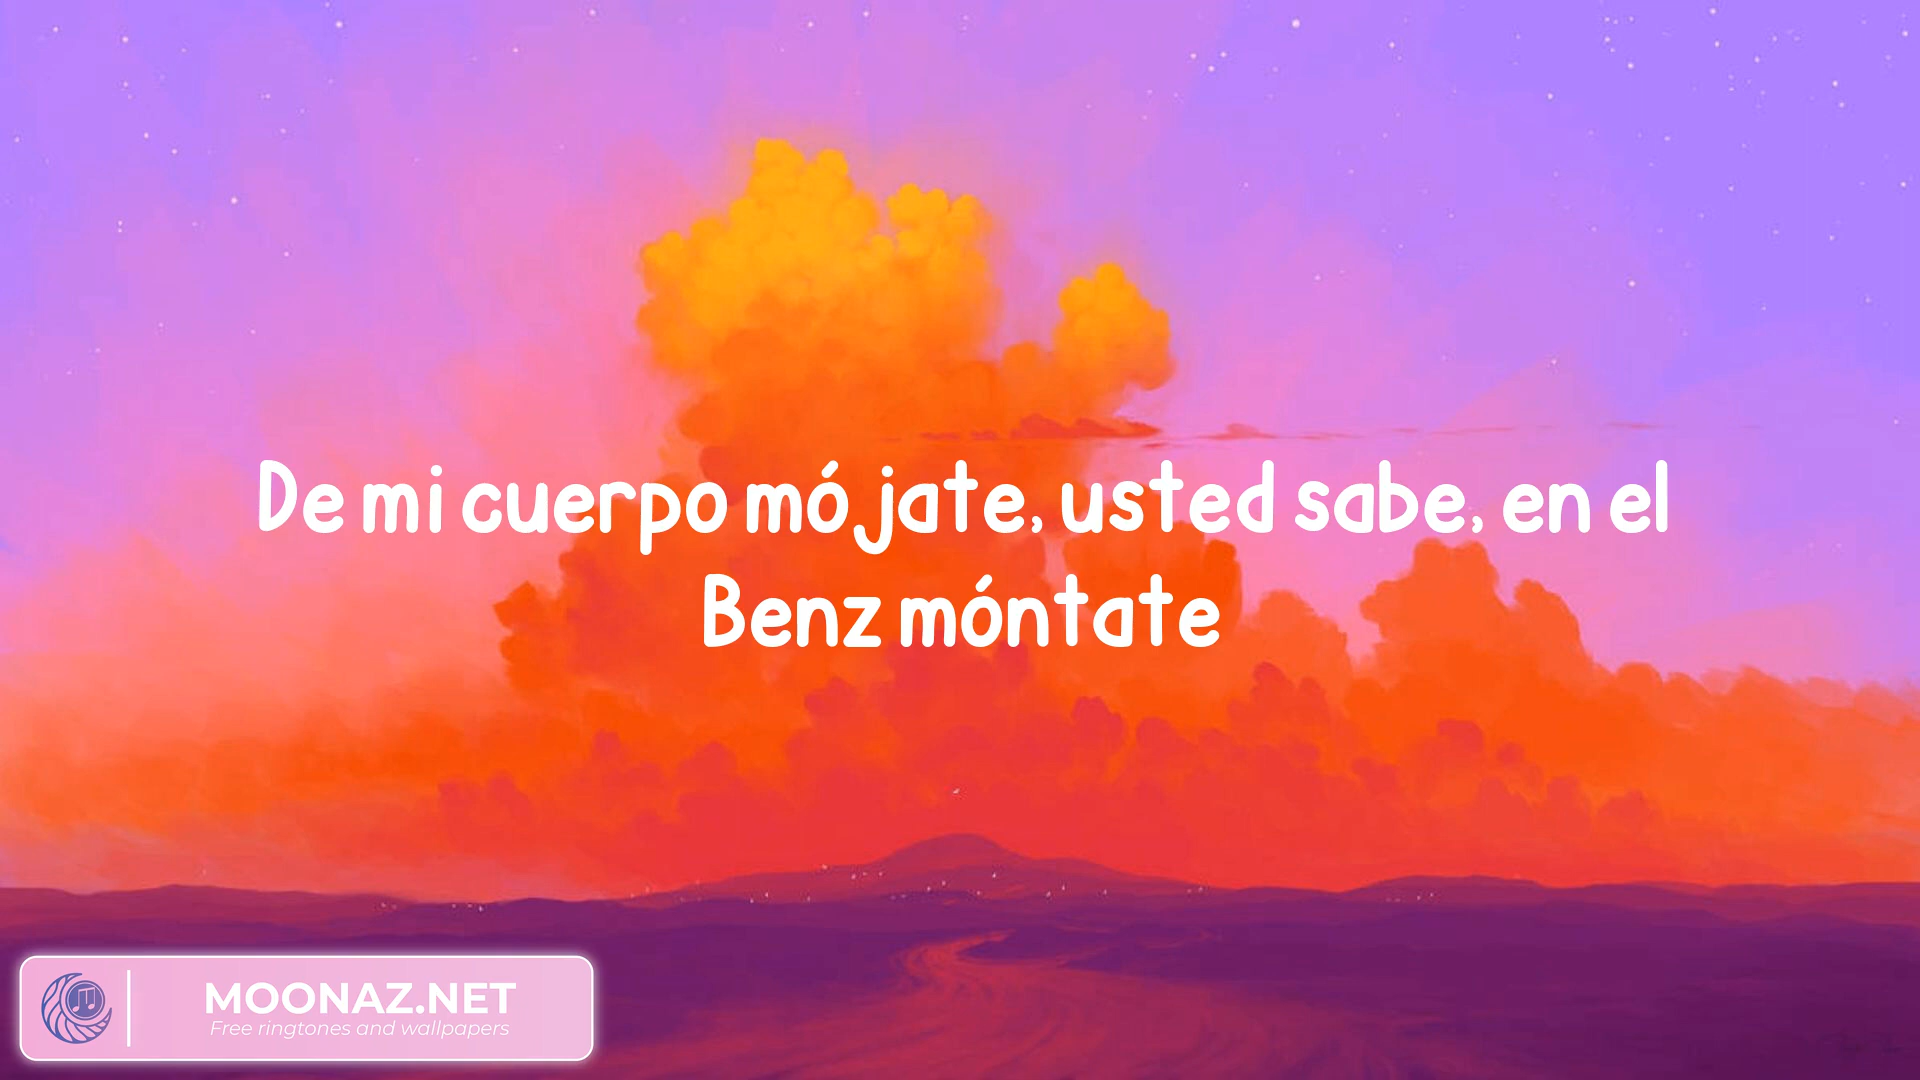 De mi cuerpo mójate, usted sabe, en el
Benz móntate
MOONAZ.NET
Free ringtones and wallpapers